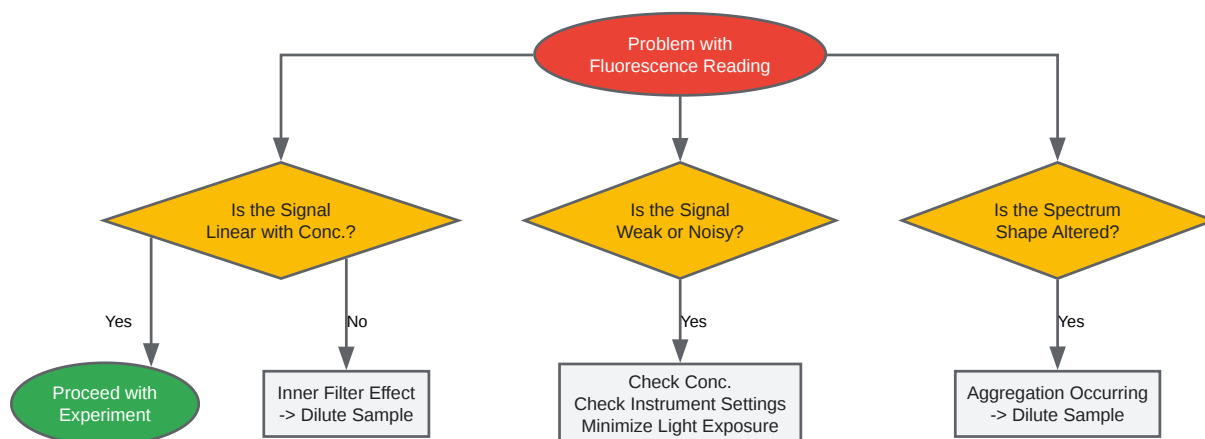 Problem with
Fluorescence Reading
Is the Signal
Linear with Conc.?
Is the Signal
Weak or Noisy?
Is the Spectrum
Shape Altered?
Yes
No
Yes
Yes
Proceed with
Experiment
Inner Filter Effect
-> Dilute Sample
Check Conc.
Check Instrument Settings
Minimize Light Exposure
Aggregation Occurring
-> Dilute Sample